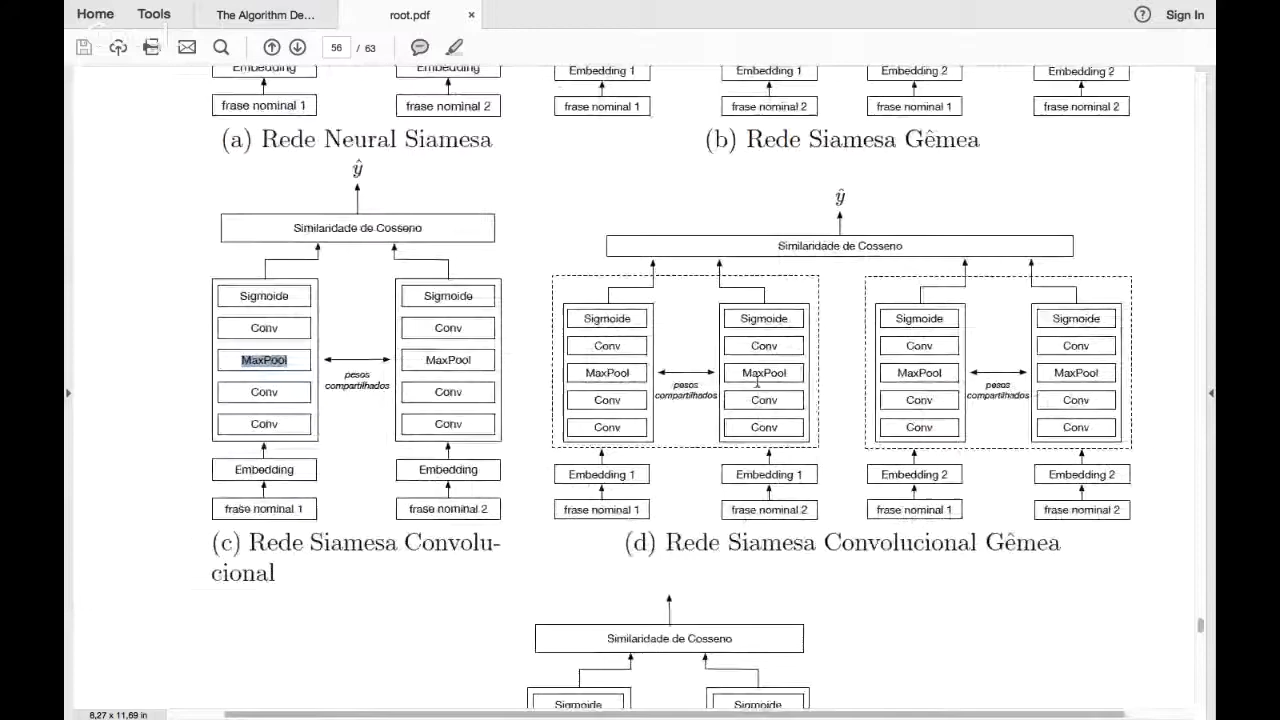 Home Tools The Algorithm De... root.pdf × Sign In
56 / 63
Embedding Embedding Embedding 1 Embedding 1 Embedding 2 Embedding 2
frase nominal 1 frase nominal 2 frase nominal 1 frase nominal 2 frase nominal 1 frase nominal 2
(a) Rede Neural Siamesa (b) Rede Siamesa Gêmea
ŷ
Similaridade de Cosseno
Sigmoide Sigmoide
Conv Conv
MaxPool MaxPool
pesos
compartilhados
Conv Conv
Conv Conv
Embedding Embedding
frase nominal 1 frase nominal 2
(c) Rede Siamesa Convolu-
cional
ŷ
Similaridade de Cosseno
Sigmoide Sigmoide Sigmoide Sigmoide
Conv Conv Conv Conv
MaxPool MaxPool MaxPool MaxPool
pesos pesos
compartilhados compartilhados
Conv Conv Conv Conv
Conv Conv Conv Conv
Embedding 1 Embedding 1 Embedding 2 Embedding 2
frase nominal 1 frase nominal 2 frase nominal 1 frase nominal 2
(d) Rede Siamesa Convolucional Gêmea
Similaridade de Cosseno
Sigmoide Sigmoide
8,27 x 11,69 in